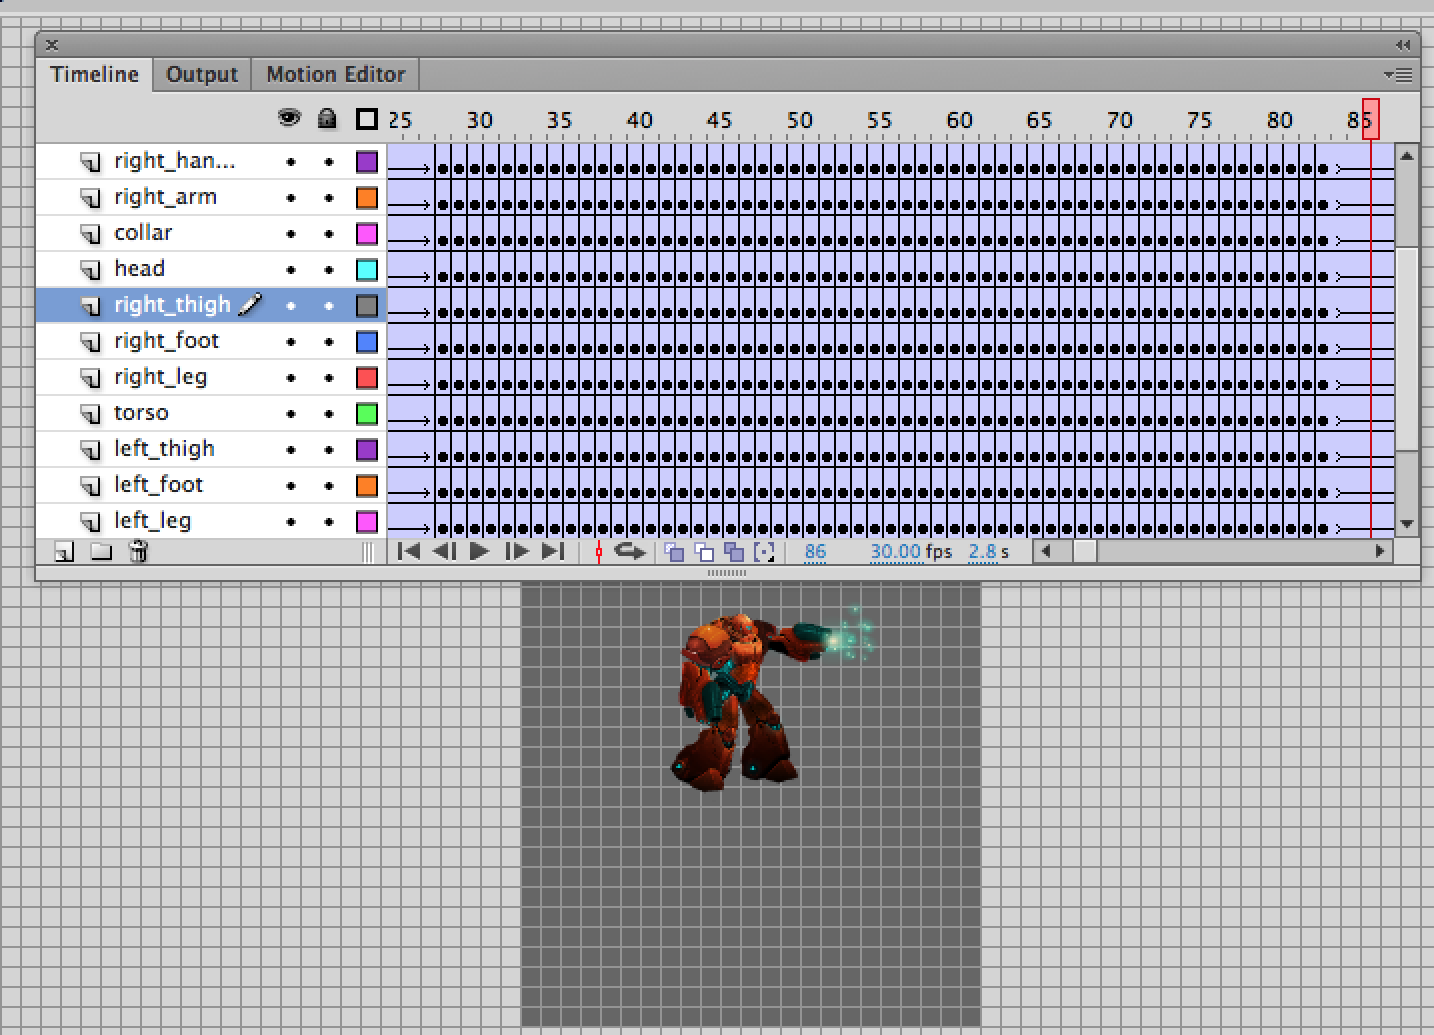 Timeline Output Motion Editor
25 30 35 40 45 50 55 60 65 70 75 80 85
right_han...
right_arm
collar
head
right_thigh
right_foot
right_leg
torso
left_thigh
left_foot
left_leg
86 30.00 fps 2.8 s